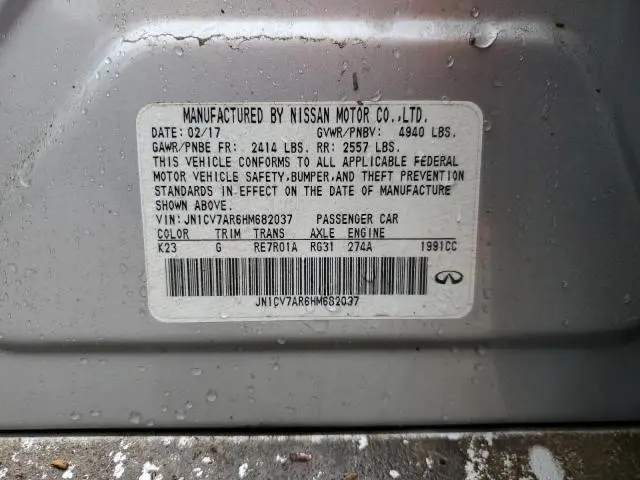 MANUFACTURED BY NISSAN MOTOR CO.,LTD.
DATE: 02/17 GVWR/PNBV: 4940 LBS.
GAWR/PNBE FR: 2414 LBS. RR: 2557 LBS.
THIS VEHICLE CONFORMS TO ALL APPLICABLE FEDERAL
MOTOR VEHICLE SAFETY,BUMPER,AND THEFT PREVENTION
STANDARDS IN EFFECT ON THE DATE OF MANUFACTURE
SHOWN ABOVE.
VIN: JN1CV7AR6HM682037 PASSENGER CAR
COLOR TRIM TRANS AXLE ENGINE
K23 G RE7R01A RG31 274A 1991CC
JN1CV7AR6HM682037